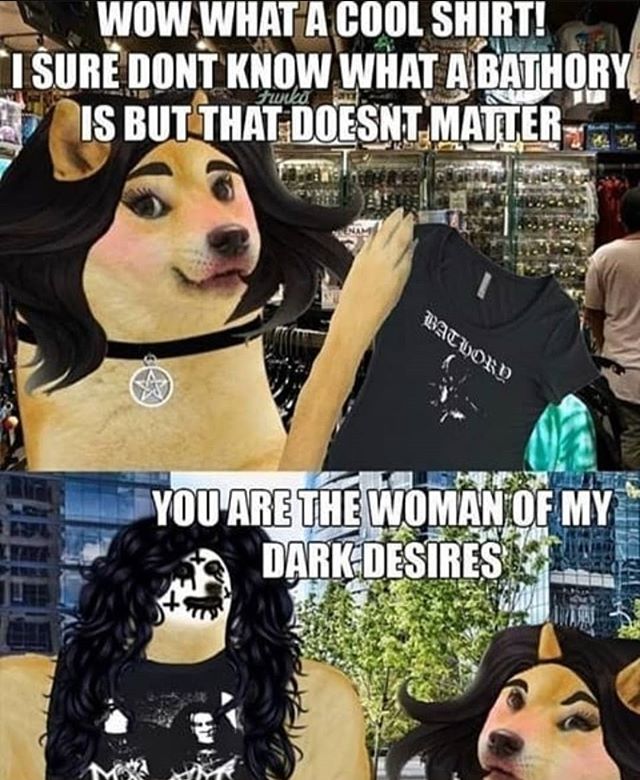 WOW WHAT A COOL SHIRT!
I SURE DONT KNOW WHAT A BATHORY
Funko
IS BUT THAT DOESNT MATTER
BATHORY
YOU ARE THE WOMAN OF MY
DARK DESIRES